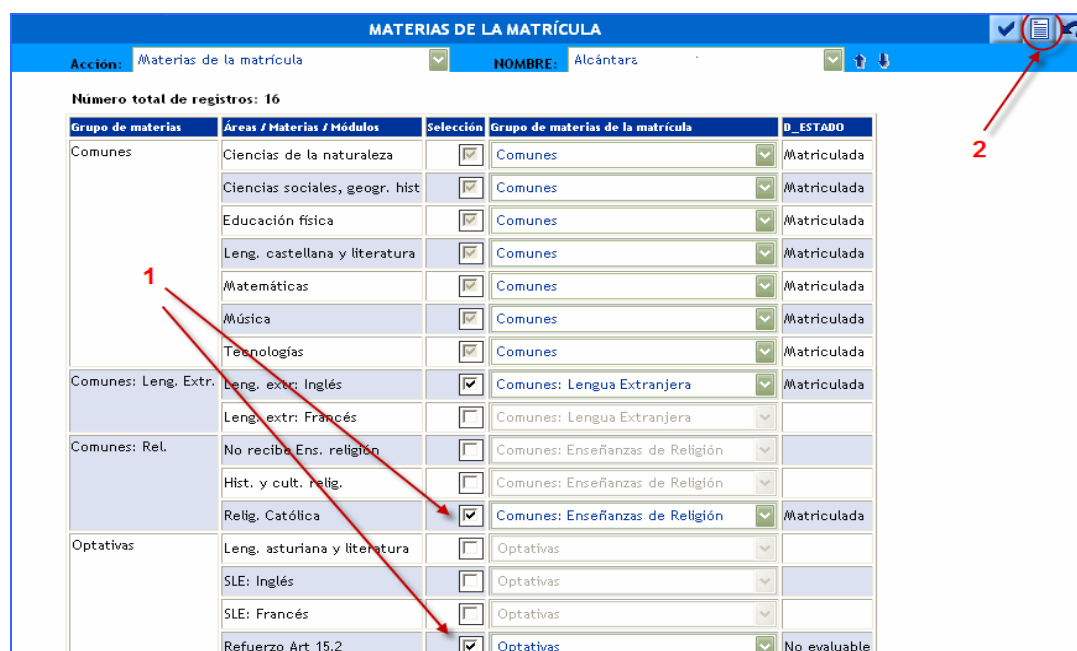 MATERIAS DE LA MATRÍCULA
Acción: Materias de la matrícula NOMBRE: Alcántara
2
Número total de registros: 16
Grupo de materias Áreas / Materias / Módulos Selección Grupo de materias de la matrícula D_ESTADO
Comunes Ciencias de la naturaleza Comunes Matriculada
Ciencias sociales, geogr. hist Comunes Matriculada
Educación física Comunes Matriculada
Leng. castellana y literatura Comunes Matriculada
1
Matemáticas Comunes Matriculada
Música Comunes Matriculada
Tecnologías Comunes Matriculada
Comunes: Leng. Extr. Leng. extr: Inglés Comunes: Lengua Extranjera Matriculada
Leng. extr: Francés Comunes: Lengua Extranjera
Comunes: Rel. No recibe Ens. religión Comunes: Enseñanzas de Religión
Hist. y cult. relig. Comunes: Enseñanzas de Religión
Relig. Católica Comunes: Enseñanzas de Religión Matriculada
Optativas Leng. asturiana y literatura Optativas
SLE: Inglés Optativas
SLE: Francés Optativas
Refuerzo Art 15.2 Optativas No evaluable